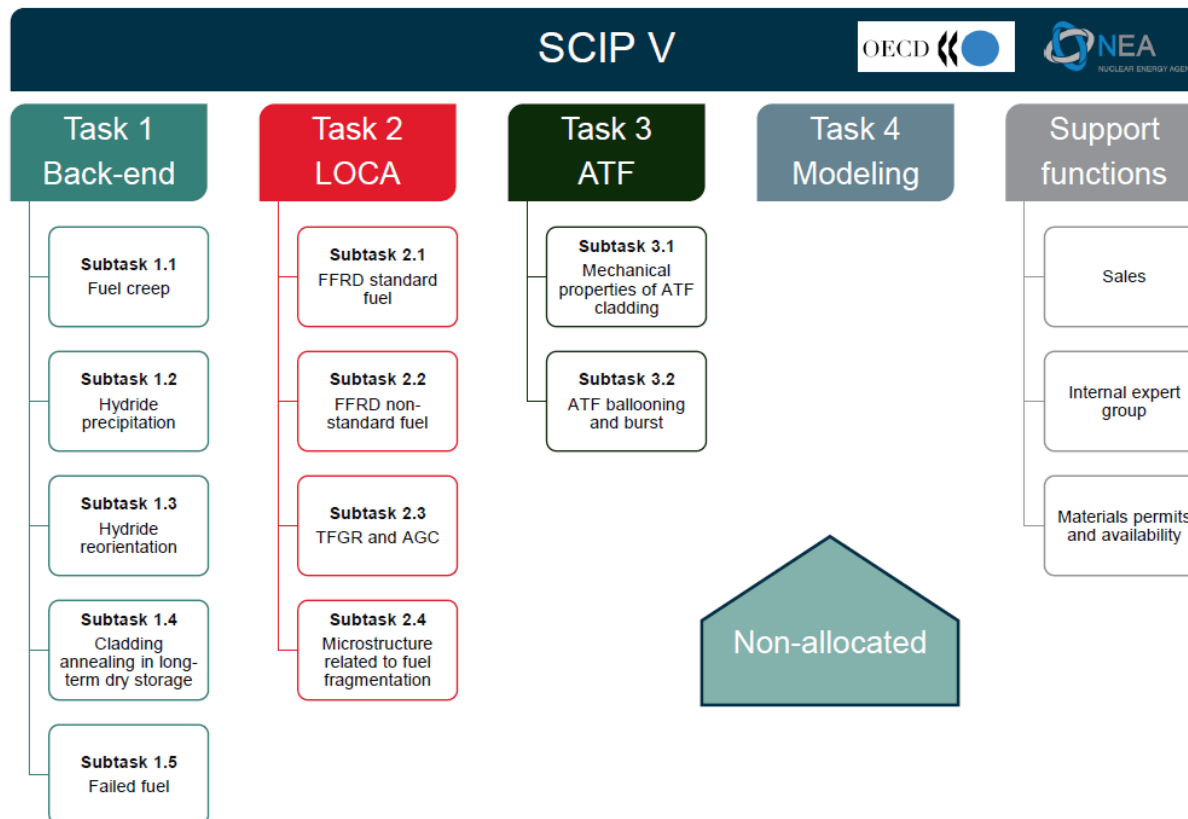 SCIP V
OECD
NEA
NUCLEAR ENERGY AGEN
Task 1
Back-end
Subtask 1.1
Fuel creep
Subtask 1.2
Hydride
precipitation
Subtask 1.3
Hydride
reorientation
Subtask 1.4
Cladding
annealing in long-
term dry storage
Subtask 1.5
Failed fuel
Task 2
LOCA
Subtask 2.1
FFRD standard
fuel
Subtask 2.2
FFRD non-
standard fuel
Subtask 2.3
TFGR and AGC
Subtask 2.4
Microstructure
related to fuel
fragmentation
Task 3
ATF
Subtask 3.1
Mechanical
properties of ATF
cladding
Subtask 3.2
ATF ballooning
and burst
Task 4
Modeling
Non-allocated
Support
functions
Sales
Internal expert
group
Materials permits
and availability